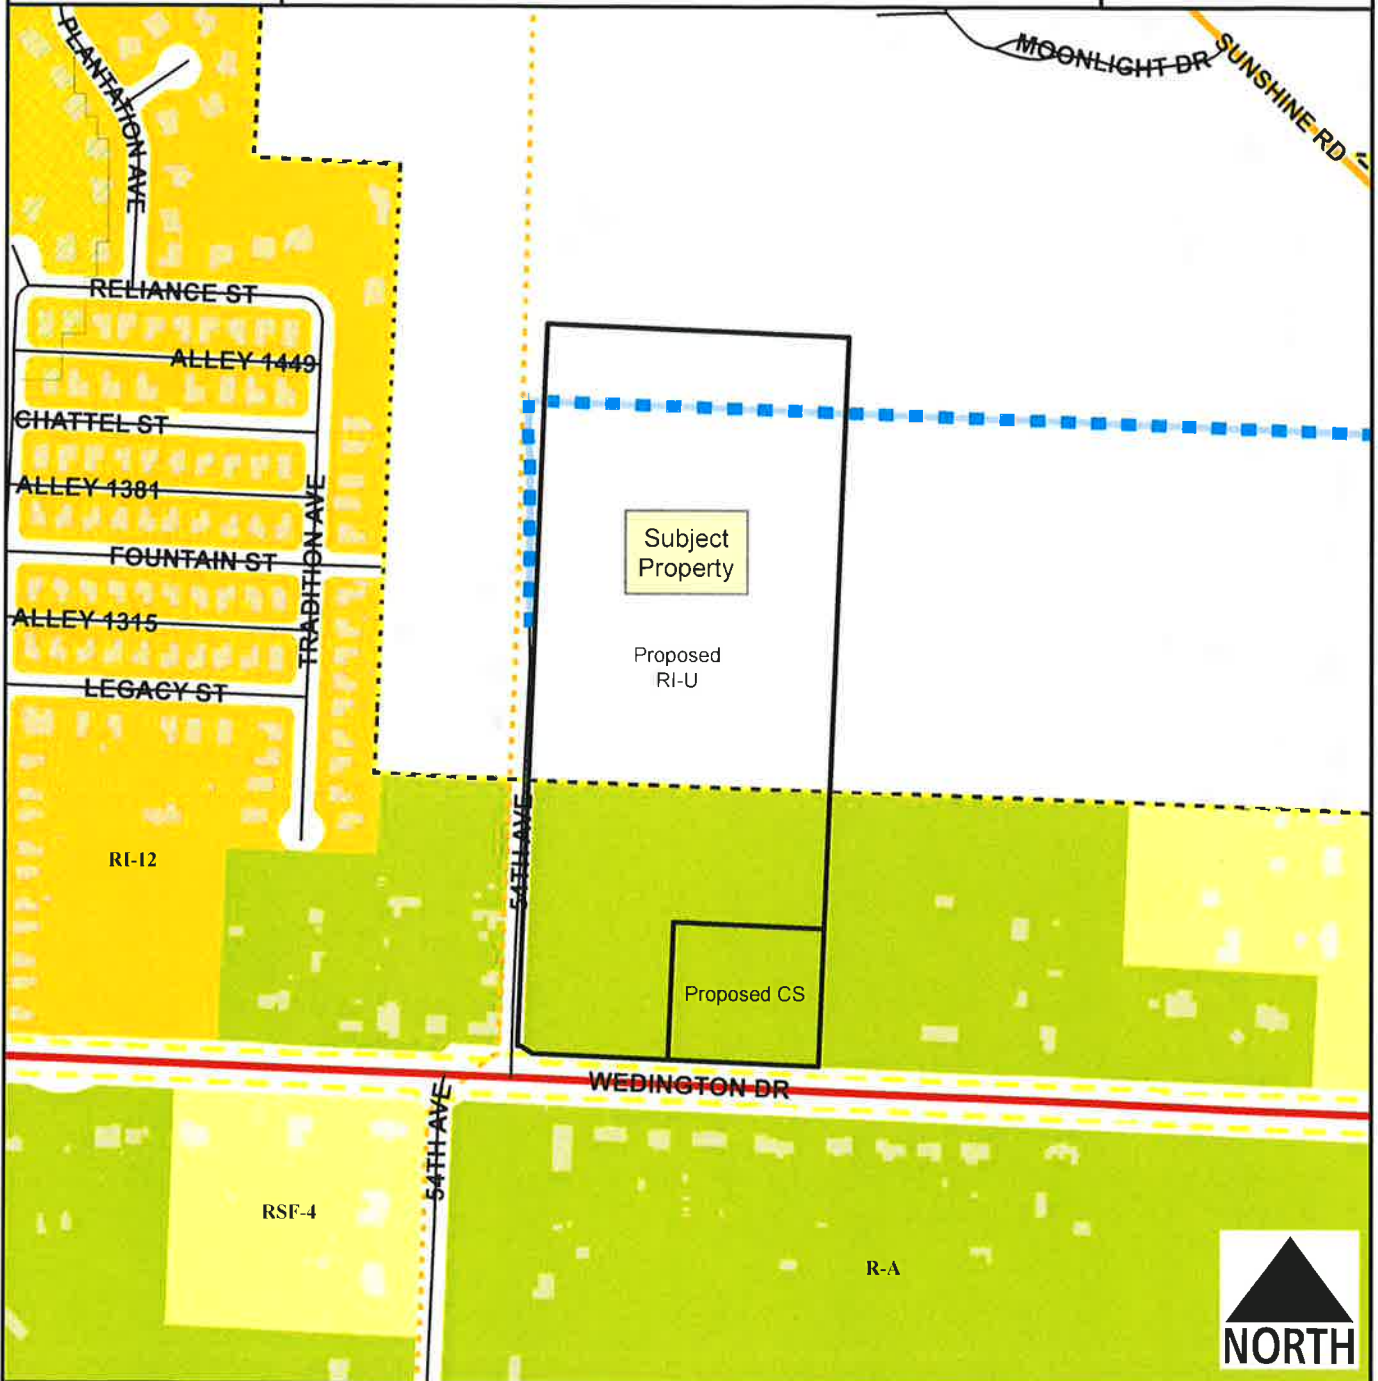 PLANTATION AVE
MOONLIGHT DR
SUNSHINE RD
RELIANCE ST
ALLEY 1449
CHATTEL ST
ALLEY 1381
TRADITION AVE
FOUNTAIN ST
ALLEY 1315
LEGACY ST
Subject
Property
Proposed
RI-U
54TH AVE
RI-12
Proposed CS
WEDINGTON DR
54TH AVE
RSF-4
R-A
NORTH